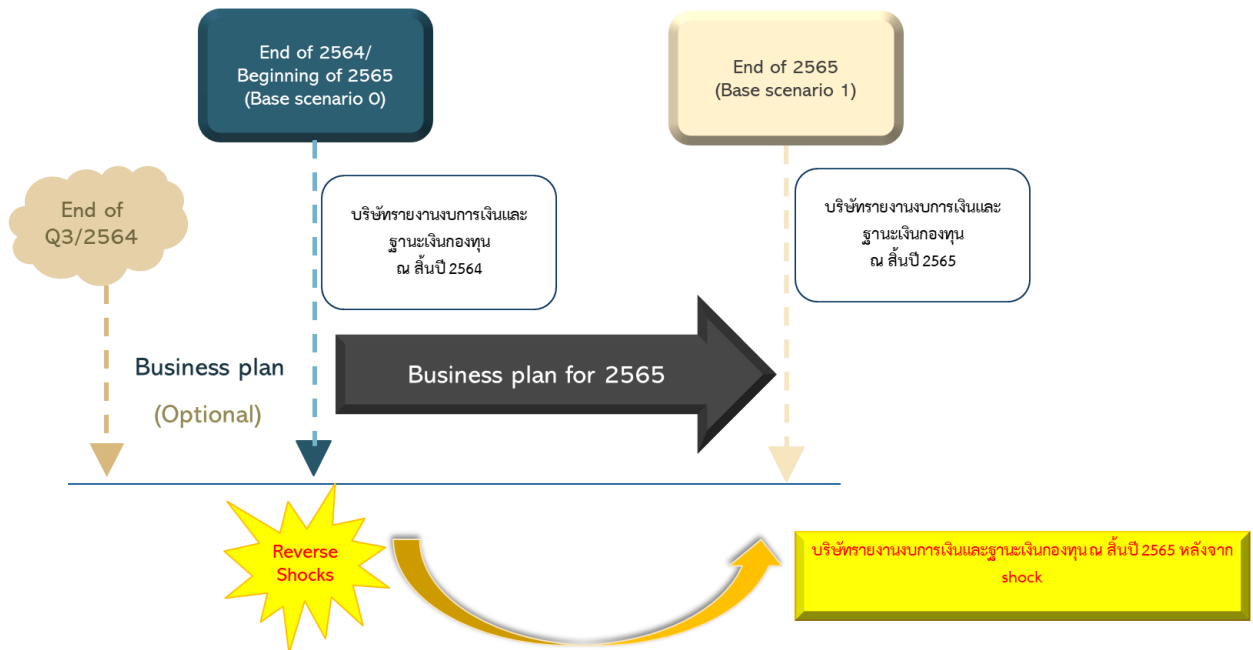 End of 2564/
Beginning of 2565
(Base scenario 0)
End of 2565
(Base scenario 1)
End of
Q3/2564
บริษัทรายงานงบการเงินและ
ฐานะเงินกองทุน
ณ สิ้นปี 2564
บริษัทรายงานงบการเงินและ
ฐานะเงินกองทุน
ณ สิ้นปี 2565
Business plan
(Optional)
Business plan for 2565
Reverse
Shocks
บริษัทรายงานงบการเงินและฐานะเงินกองทุน ณ สิ้นปี 2565 หลังจาก
shock